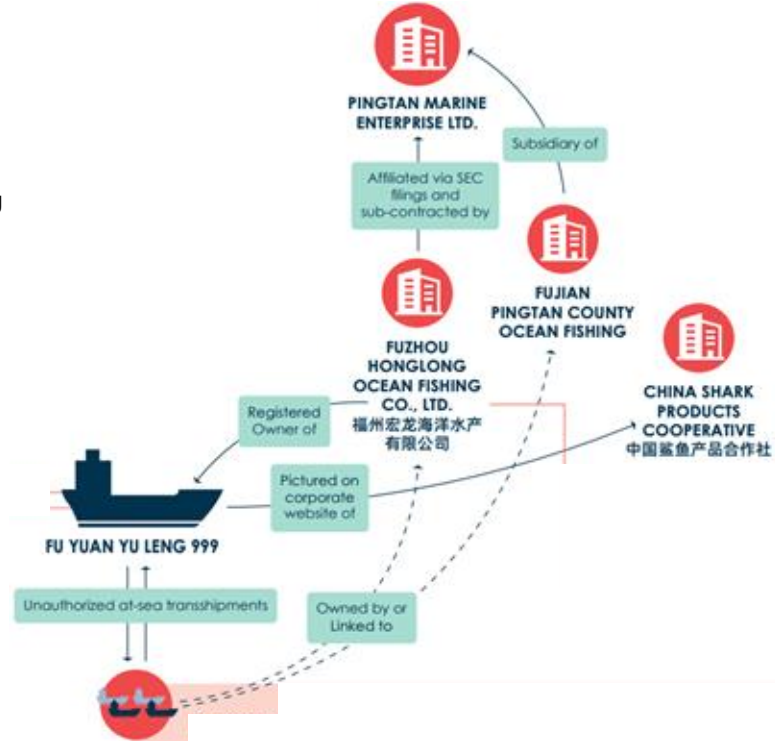 PINGTAN MARINE
ENTERPRISE LTD.
Subsidiary of
Affiliated via SEC
filings and
sub-contracted by
FUJIAN
PINGTAN COUNTY
OCEAN FISHING
FUZHOU
HONGLONG
OCEAN FISHING
CO., LTD.
福州宏龙海洋水产
有限公司
CHINA SHARK
PRODUCTS
COOPERATIVE
中国鲨鱼产品合作社
Registered
Owner of
Pictured on
corporate
website of
FU YUAN YU LENG 999
Unauthorized at-sea transshipments
Owned by or
Linked to